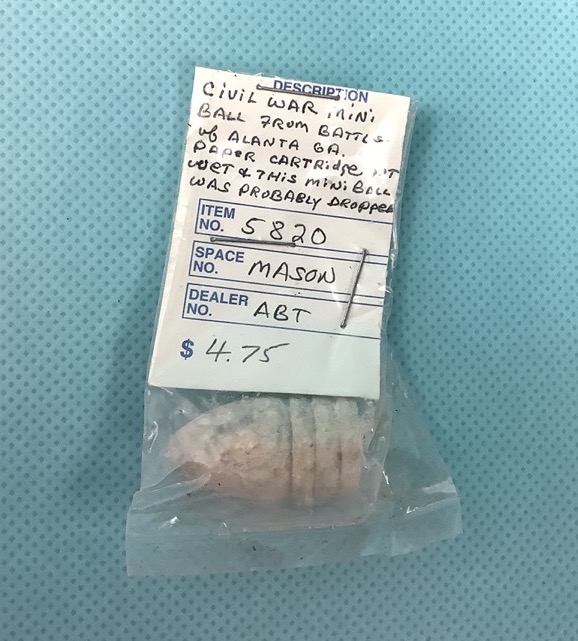 DESCRIPTION
CIVIL WAR MINI
BALL FROM BATTLE
of ALANTA GA.
PAPER CARTRIDGE
WET & THIS MINI BALL
WAS PROBABLY DROPPED
ITEM NO. 5820
SPACE NO. MASON
DEALER NO. ABT
$ 4.75